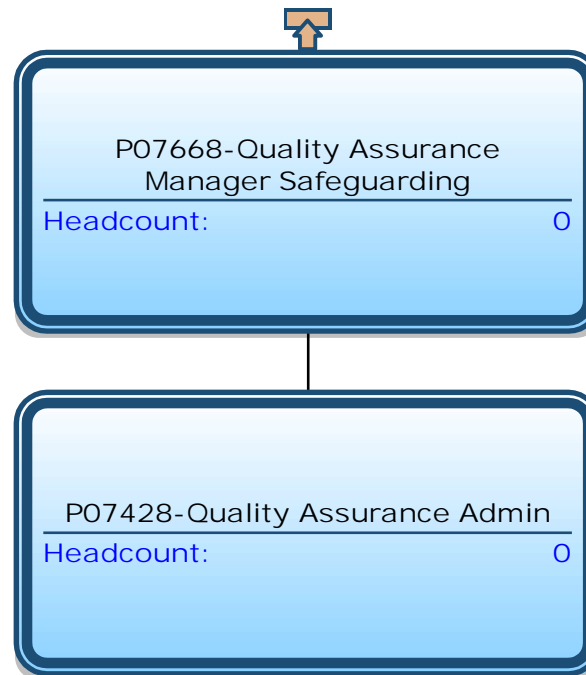 P07668-Quality Assurance
Manager Safeguarding
Headcount: 0
P07428-Quality Assurance Admin
Headcount: 0